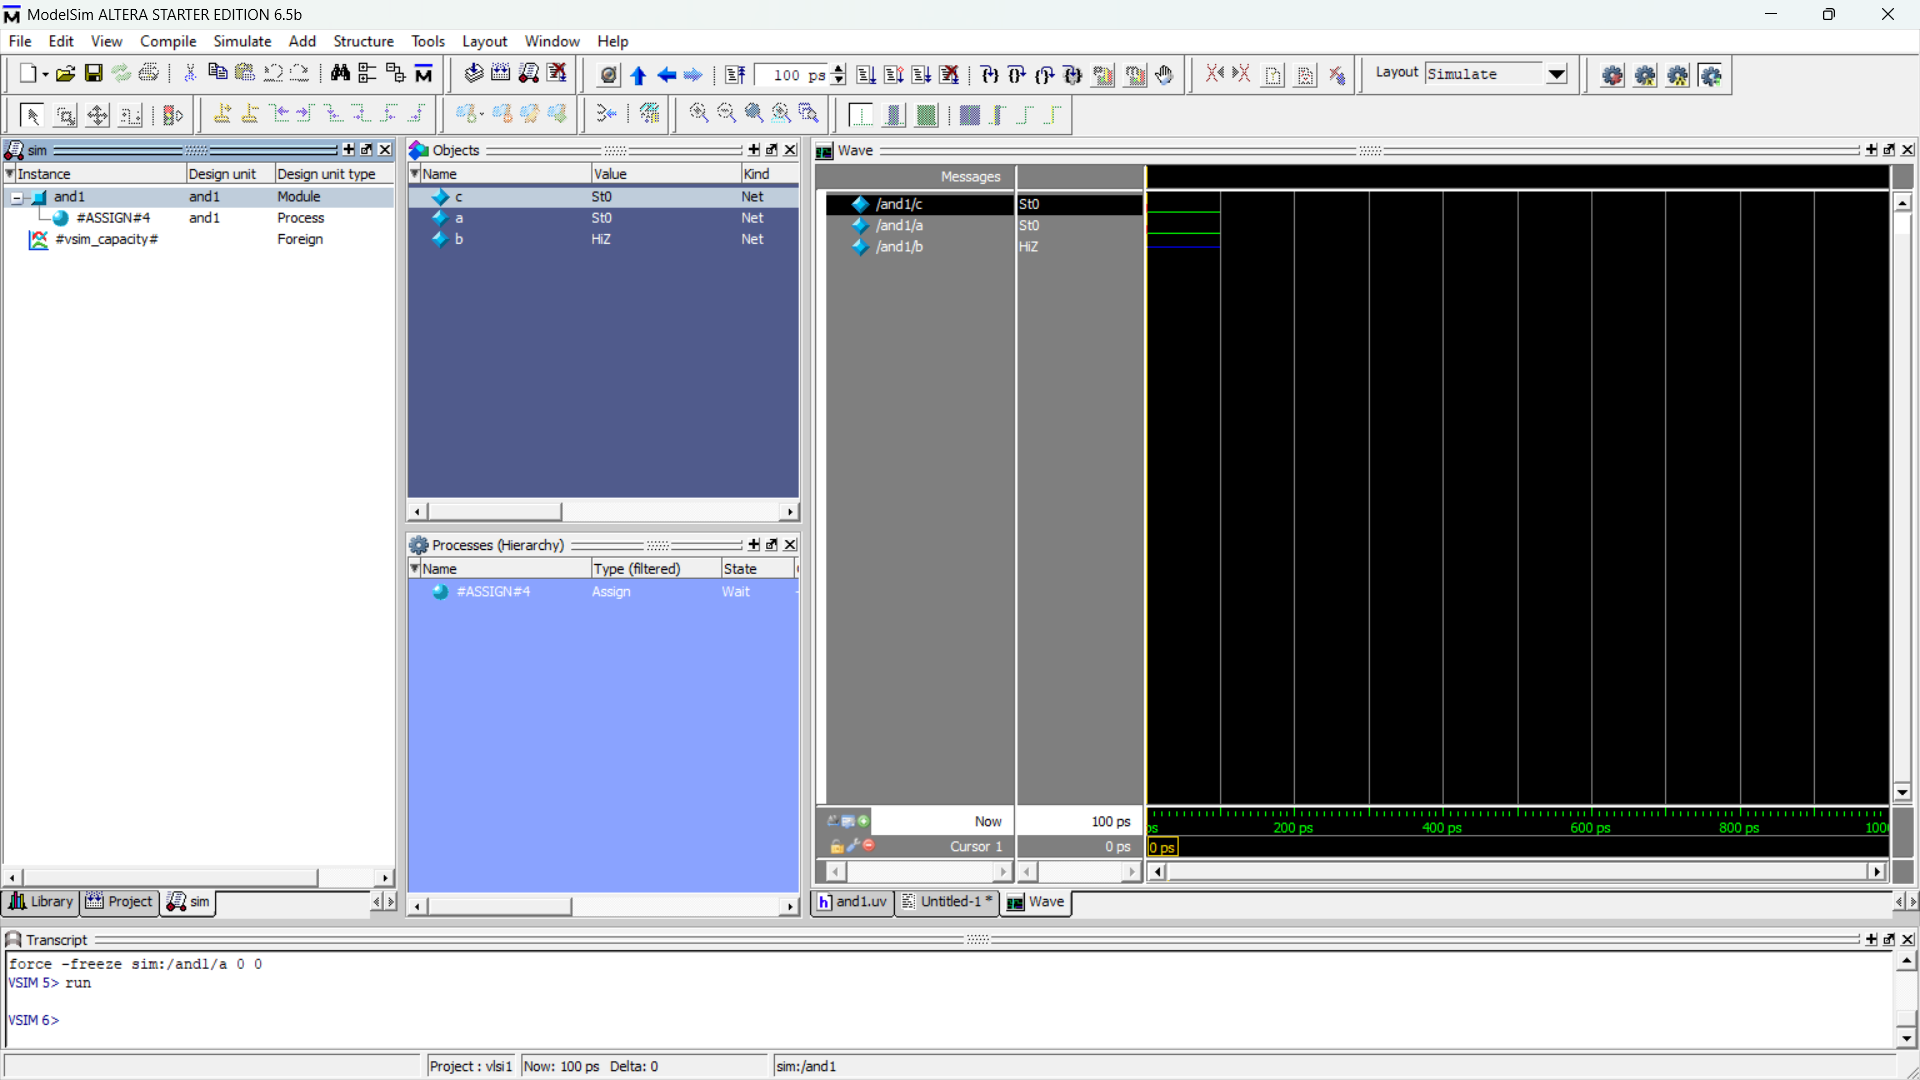 ModelSim ALTERA STARTER EDITION 6.5b
File Edit View Compile Simulate Add Structure Tools Layout Window Help
100 ps Layout Simulate
sim
Instance Design unit Design unit type
and1 and1 Module
#ASSIGN#4 and1 Process
#vsim_capacity# Foreign
Library Project sim
Objects
Name Value Kind
c St0 Net
a St0 Net
b HiZ Net
Processes (Hierarchy)
Name Type (filtered) State
#ASSIGN#4 Assign Wait
Wave
Messages
/and1/c St0
/and1/a St0
/and1/b HiZ
Now 100 ps
ps 200 ps 400 ps 600 ps 800 ps 100
Cursor 1 0 ps 0 ps
and1.uv Untitled-1 * Wave
Transcript
force -freeze sim:/and1/a 0 0
VSIM 5> run
VSIM 6>
Project : vlsi1 Now: 100 ps Delta: 0 sim:/and1